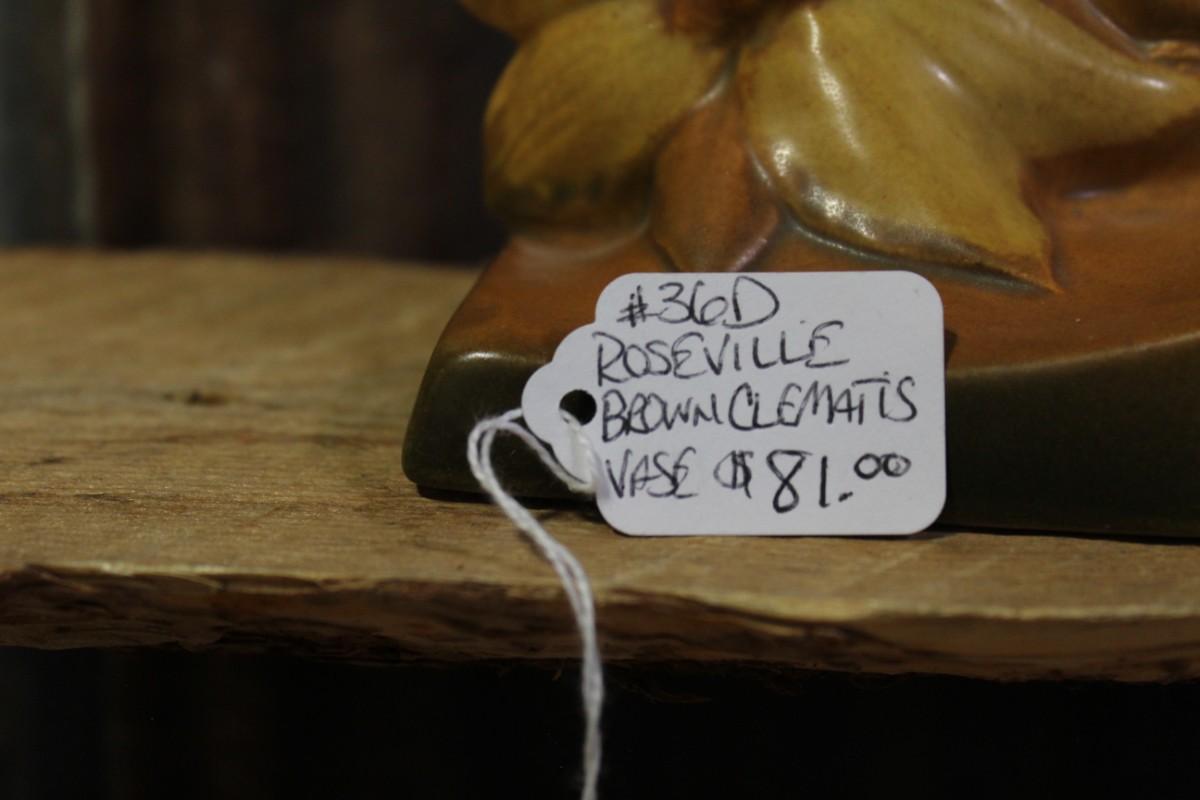 #36D
ROSEVILLE
BROWN CLEMATIS
VASE $81.00